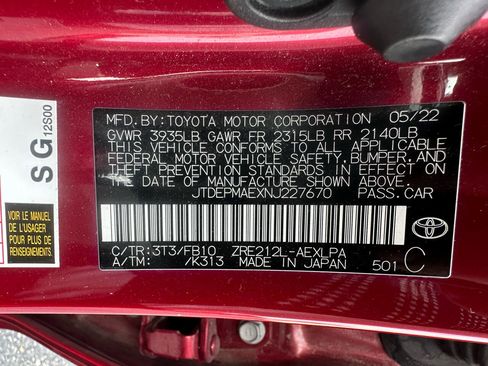 MFD.BY:TOYOTA MOTOR CORPORATION 05/22
GVWR 3935LB GAWR FR 2315LB RR 2140LB
THIS VEHICLE CONFORMS TO ALL APPLICABLE
FEDERAL MOTOR VEHICLE SAFETY,BUMPER,AND
THEFT PREVENTION STANDARDS IN EFFECT ON
THE DATE OF MANUFACTURE SHOWN ABOVE.
JTDEPMAEXNJ227670 PASS.CAR
C/TR:3T3/FB10 ZRE212L-AEXLPA
A/TM: /K313 MADE IN JAPAN 501 C
SG 12S00
VOIR LE MANUEL
DE L'USAGER
POUR PLUS DE
RENSEIGNEMENTS.